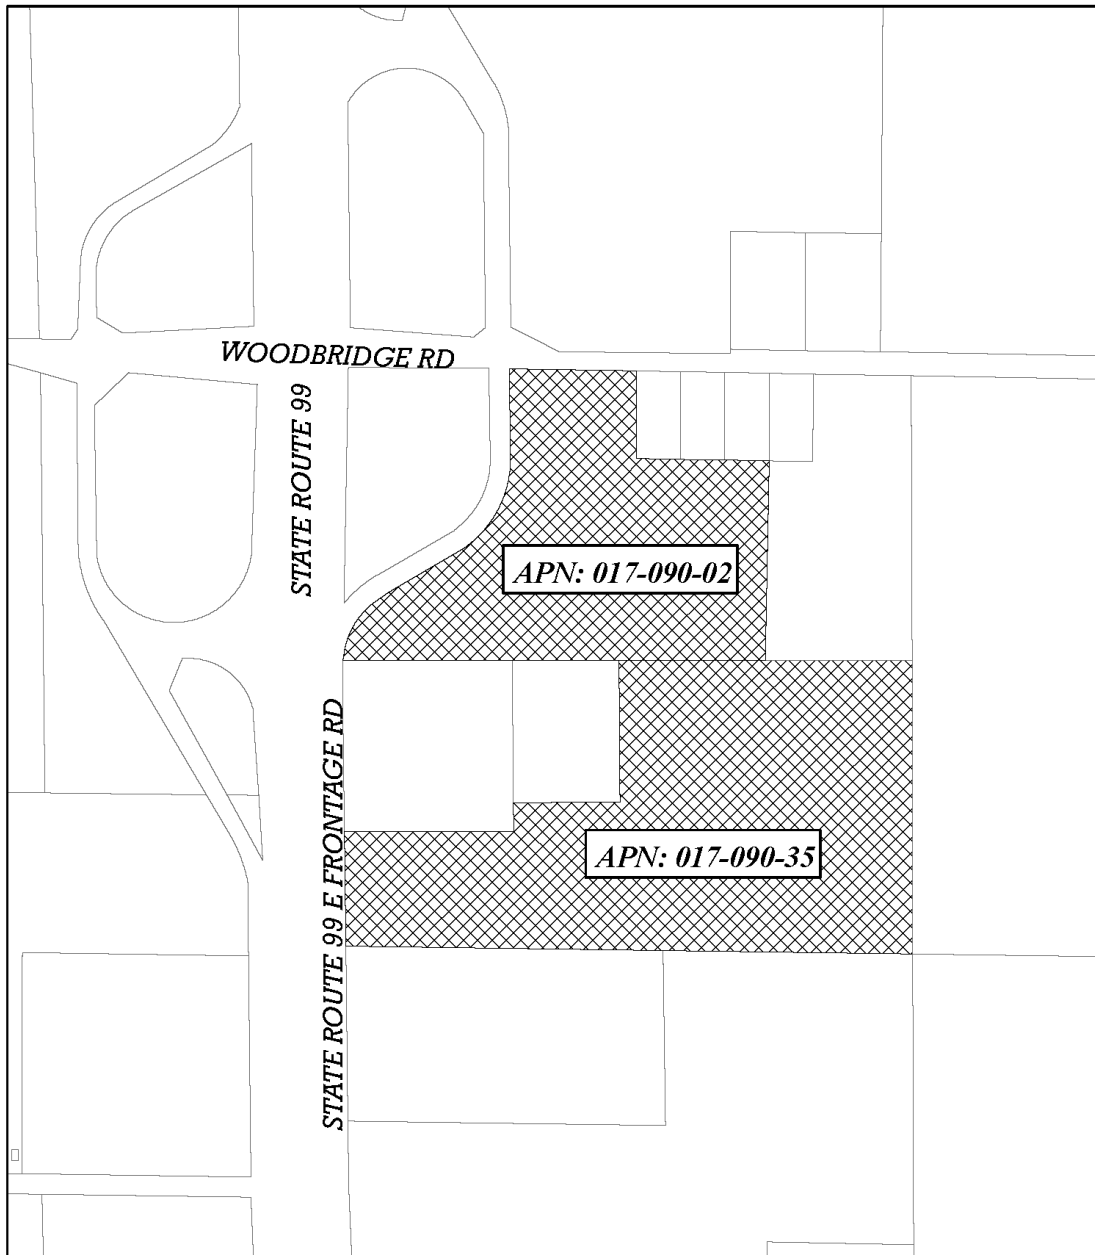 WOODBRIDGE RD
STATE ROUTE 99
APN: 017-090-02
STATE ROUTE 99 E FRONTAGE RD
APN: 017-090-35